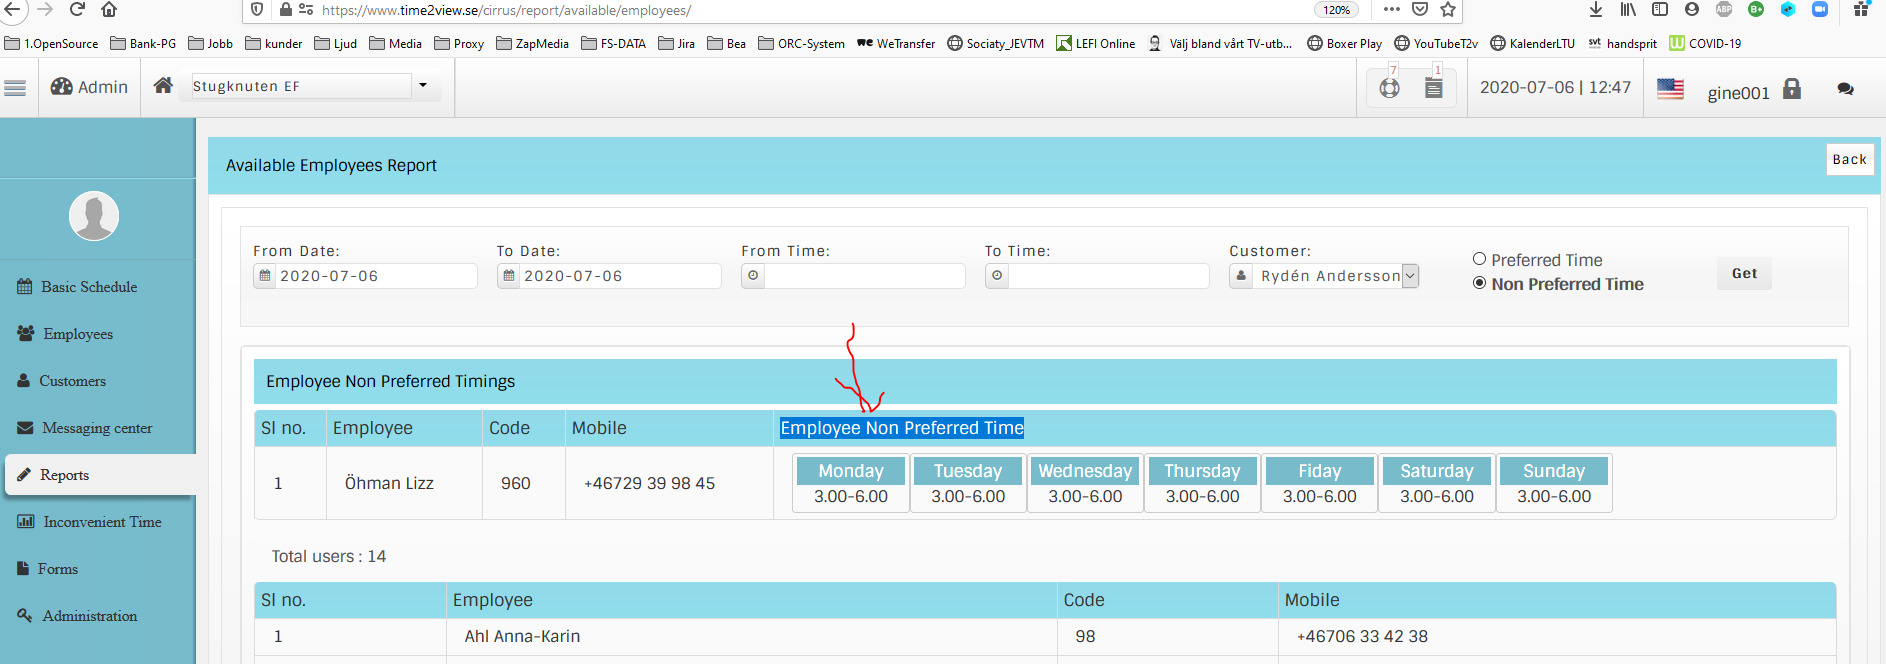 https://www.time2view.se/cirrus/report/available/employees/ 120%
1.OpenSource Bank-PG Jobb kunder Ljud Media Proxy ZapMedia FS-DATA Jira Bea ORC-System WeTransfer Sociaty_JEVTM LEFI Online Välj bland vårt TV-utb... Boxer Play YouTubeT2v KalenderLTU svt handsprit COVID-19
Admin Stugknuten EF 7 1 2020-07-06 | 12:47 gine001
Available Employees Report Back
From Date: To Date: From Time: To Time: Customer:
2020-07-06 2020-07-06 Rydén Andersson
Preferred Time
Non Preferred Time
Get
Basic Schedule
Employees
Customers
Messaging center
Reports
Inconvenient Time
Forms
Administration
Employee Non Preferred Timings
Sl no. Employee Code Mobile Employee Non Preferred Time
Monday Tuesday Wednesday Thursday Fiday Saturday Sunday
1 Öhman Lizz 960 +46729 39 98 45 3.00-6.00 3.00-6.00 3.00-6.00 3.00-6.00 3.00-6.00 3.00-6.00 3.00-6.00
Total users : 14
Sl no. Employee Code Mobile
1 Ahl Anna-Karin 98 +46706 33 42 38